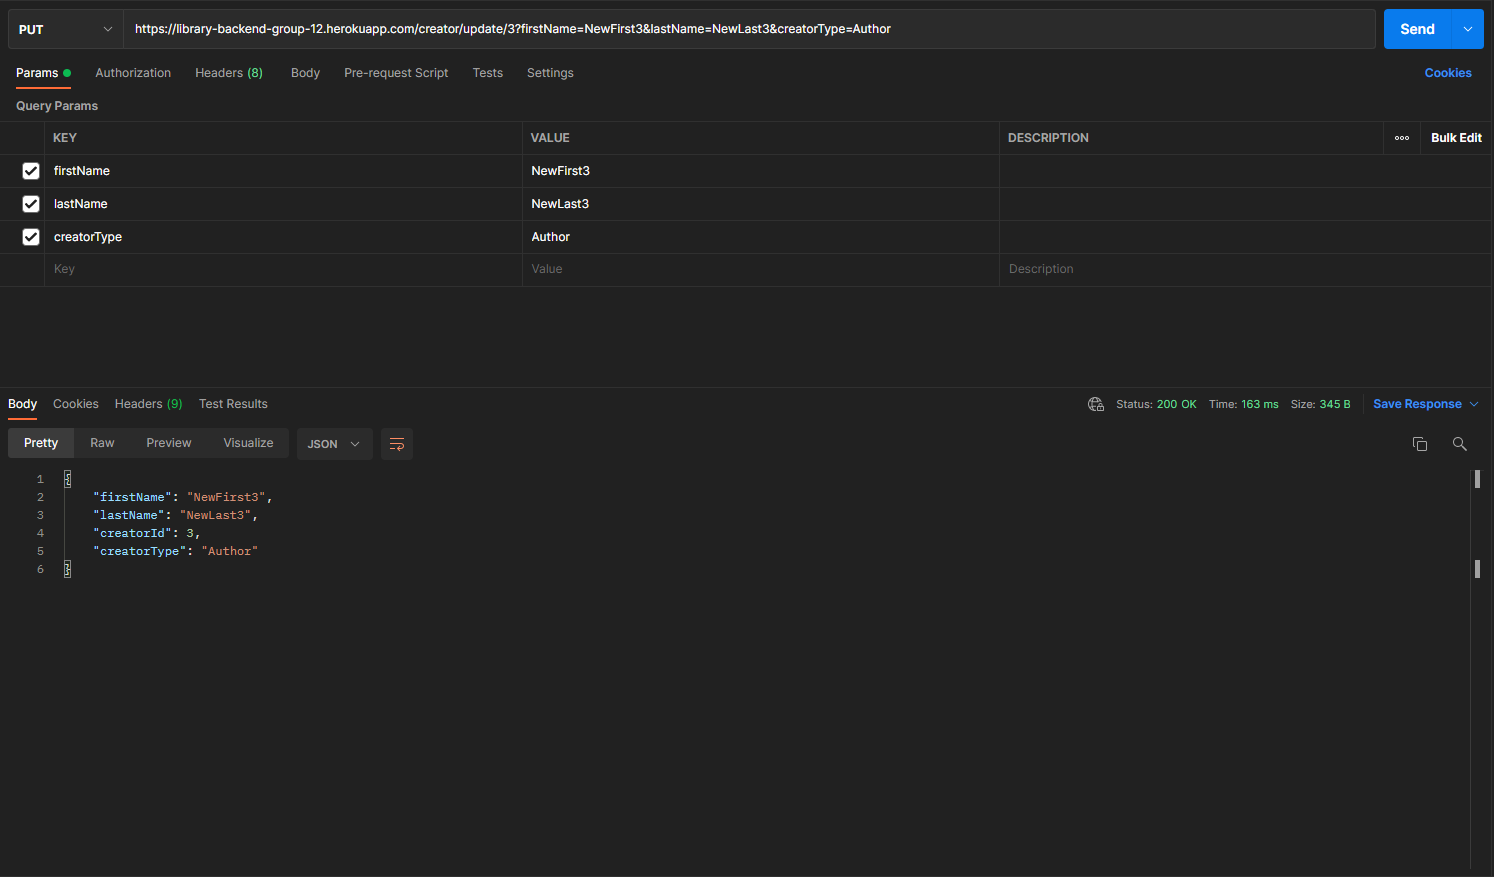 PUT https://library-backend-group-12.herokuapp.com/creator/update/3?firstName=NewFirst3&lastName=NewLast3&creatorType=Author Send
Params Authorization Headers (8) Body Pre-request Script Tests Settings Cookies
Query Params
KEY VALUE DESCRIPTION Bulk Edit
firstName NewFirst3
lastName NewLast3
creatorType Author
Key Value Description
Body Cookies Headers (9) Test Results Status: 200 OK Time: 163 ms Size: 345 B Save Response
Pretty Raw Preview Visualize JSON
1 {
2 "firstName": "NewFirst3",
3 "lastName": "NewLast3",
4 "creatorId": 3,
5 "creatorType": "Author"
6 }